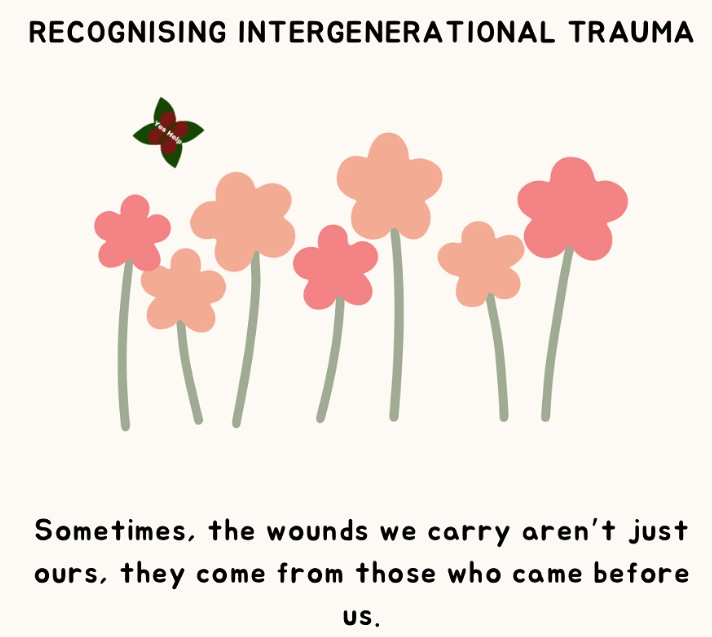 RECOGNISING INTERGENERATIONAL TRAUMA
Yes Help
Sometimes, the wounds we carry aren't just
ours, they come from those who came before
us.